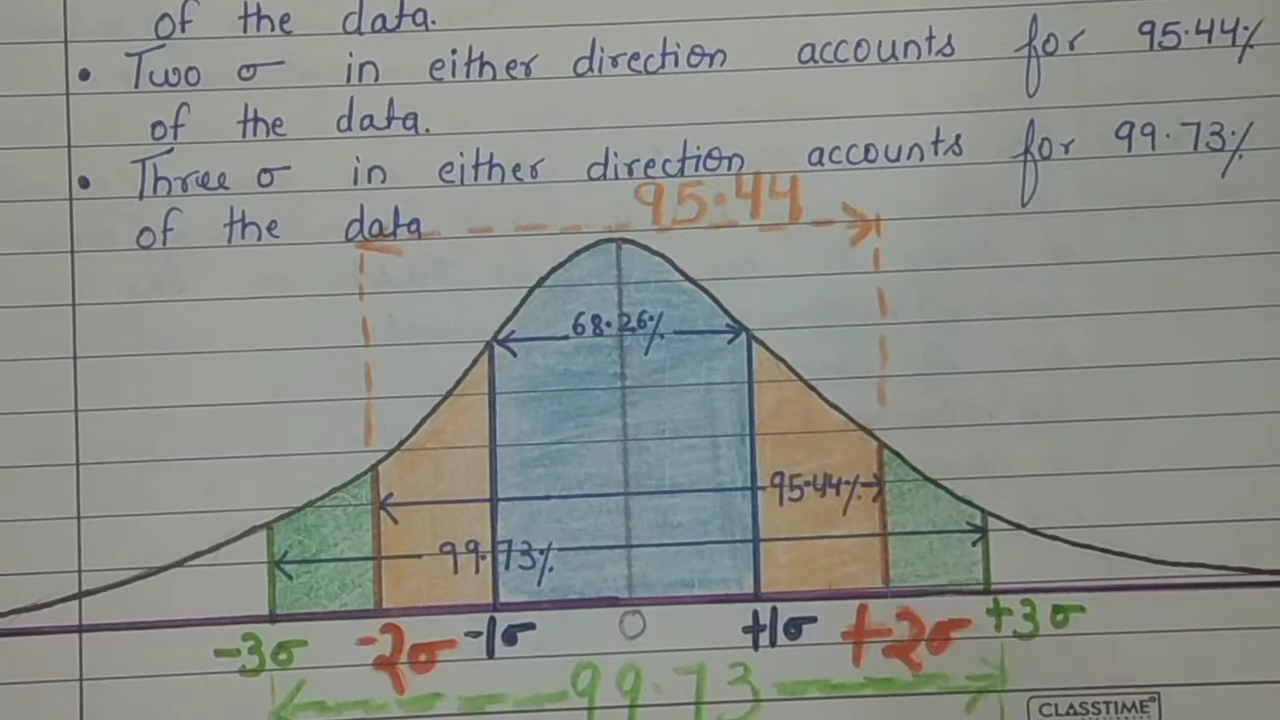 of the data.
• Two σ in either direction accounts for 95.44%
of the data.
• Three σ in either direction accounts for 99.73%
of the data
95.44
68.26%
95.44%
99.73%
-3σ -2σ -1σ 0 +1σ +2σ +3σ
99.73
CLASSTIME